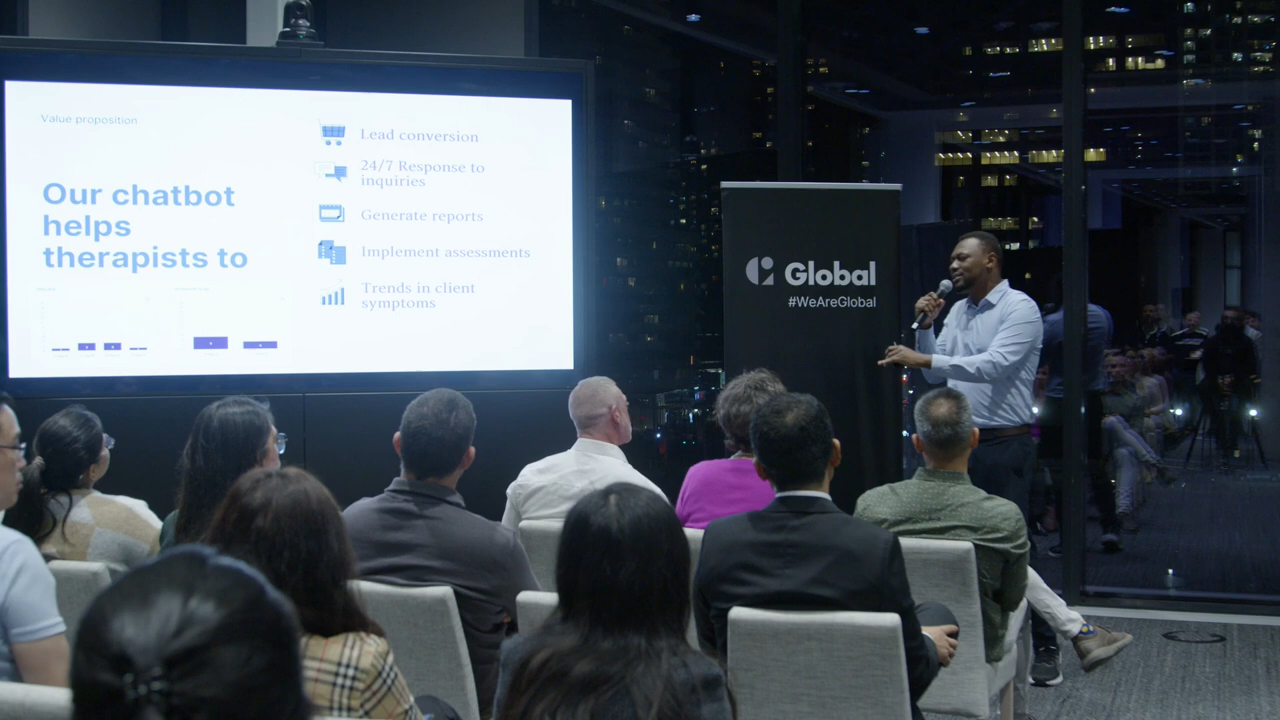 Value proposition
Our chatbot
helps
therapists to
Lead conversion
24/7 Response to
inquiries
Generate reports
Implement assessments
Trends in client
symptoms
Global
#WeAreGlobal